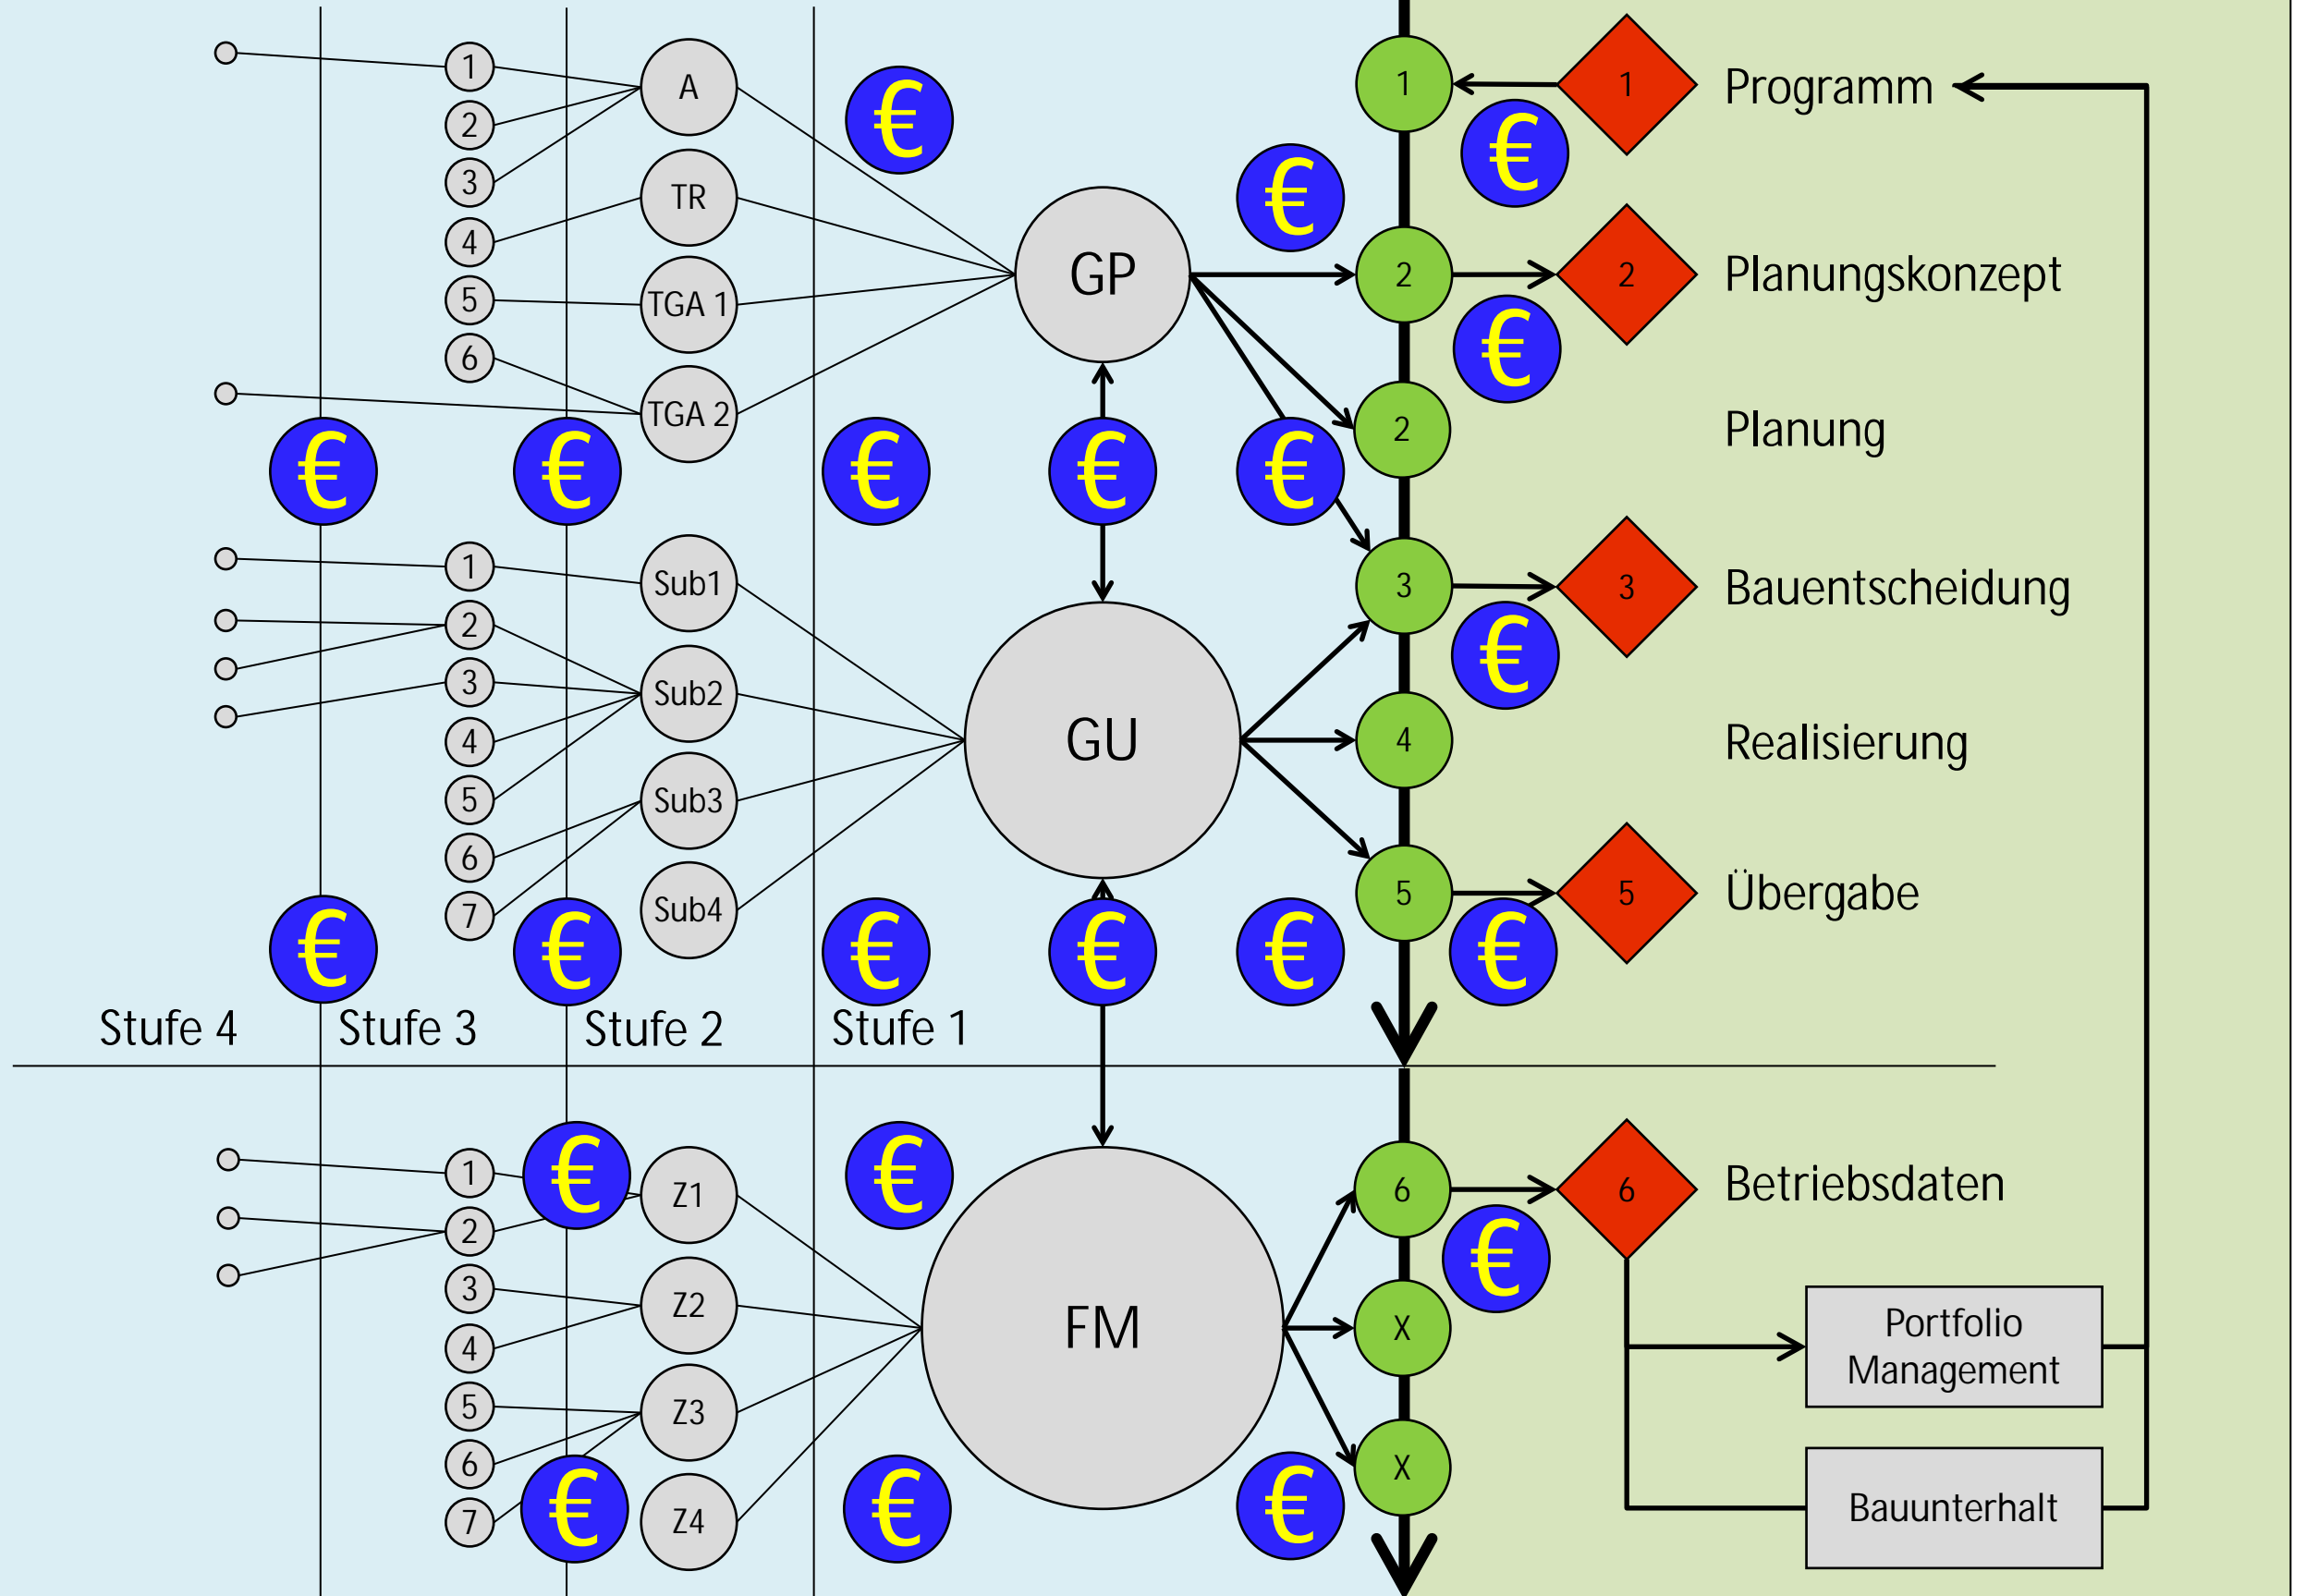 1
2
3
4
5
6
A
TR
TGA 1
TGA 2
€
€
€
€
€
€
€
€
€
GP
1
2
2
1
2
Programm
Planungskonzept
Planung
1
2
3
4
5
6
7
Sub1
Sub2
Sub3
Sub4
GU
3
4
5
€
3
5
Bauentscheidung
Realisierung
Übergabe
€
€
€
€
€
€
Stufe 4
Stufe 3
Stufe 2
Stufe 1
1
2
3
4
5
6
7
Z1
Z2
Z3
Z4
€
€
€
€
€
€
FM
6
X
X
6
Betriebsdaten
Portfolio
Management
Bauunterhalt